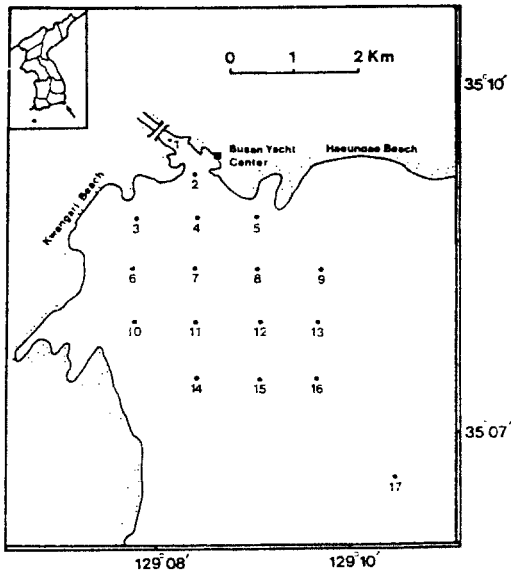 0 1 2 Km
35°10'
1
Busan Yacht
Center
Haeundae Beach
2
Kwangari Beach
3 4 5
6 7 8 9
10 11 12 13
14 15 16
35°07'
17
129°08' 129°10'